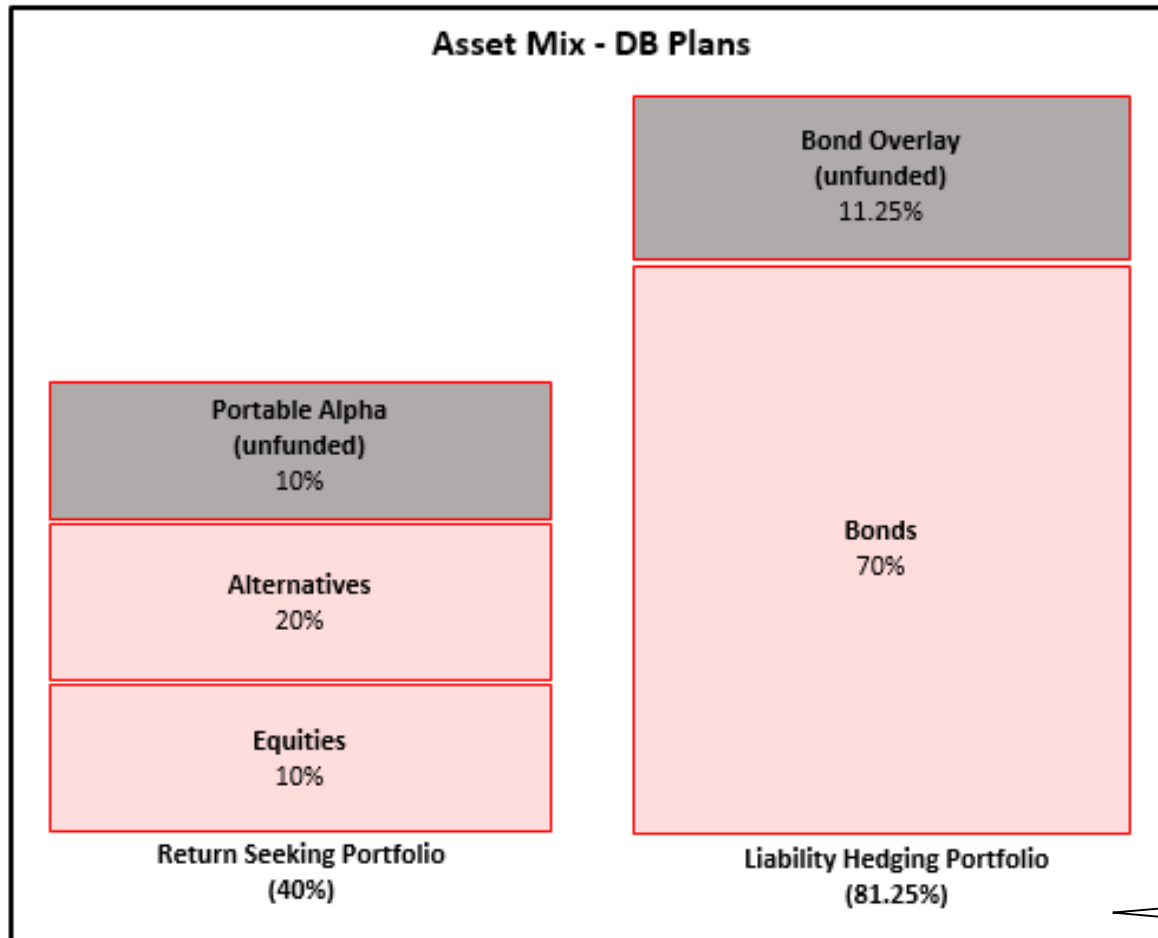 Asset Mix - DB Plans
Portable Alpha
(unfunded)
10%
Alternatives
20%
Equities
10%
Return Seeking Portfolio
(40%)
Bond Overlay
(unfunded)
11.25%
Bonds
70%
Liability Hedging Portfolio
(81.25%)